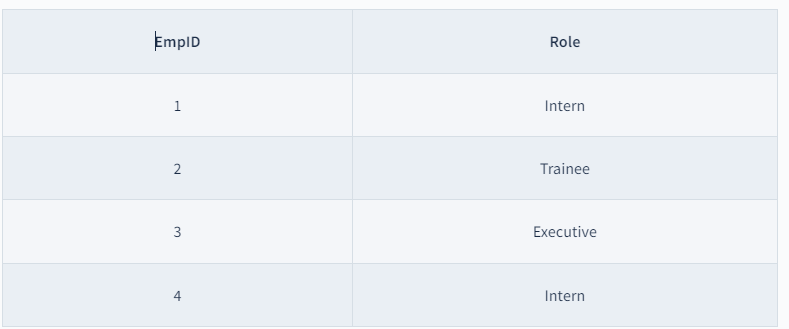 EmpID Role
1 Intern
2 Trainee
3 Executive
4 Intern